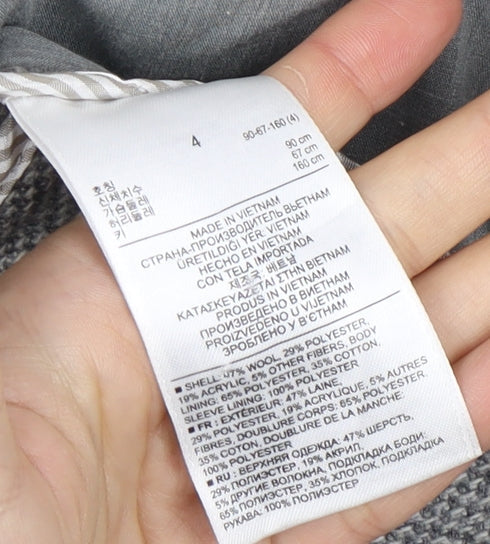 4
90-67-160 (4)
호칭
신체치수
가슴둘레 90 cm
허리둘레 67 cm
키 160 cm
MADE IN VIETNAM
СТРАНА-ПРОИЗВОДИТЕЛЬ ВЬЕТНАМ
ÜRETİLDİĞİ YER: VIETNAM
HECHO EN VIETNAM
CON TELA IMPORTADA
제조국: 베트남
ΚΑΤΑΣΚΕΥΑΖΕΤΑΙ ΣΤΗΝ ΒΙΕΤΝΑΜ
PRODUS IN VIETNAM
ПРОИЗВЕДЕНО В ВИЕТНАМ
PROIZVEDENO U VIJETNAM
ЗРОБЛЕНО У В'ЄТНАМ
■ SHELL: 47% WOOL, 29% POLYESTER,
19% ACRYLIC, 5% OTHER FIBERS, BODY
LINING: 65% POLYESTER, 35% COTTON,
SLEEVE LINING: 100% POLYESTER
■ FR : EXTÉRIEUR: 47% LAINE,
29% POLYESTER, 19% ACRYLIQUE, 5% AUTRES
FIBRES, DOUBLURE CORPS: 65% POLYESTER,
35% COTON, DOUBLURE DE LA MANCHE:
100% POLYESTER
■ RU : ВЕРХНЯЯ ОДЕЖДА: 47% ШЕРСТЬ,
29% ПОЛИЭСТЕР, 19% АКРИЛ,
5% ДРУГИЕ ВОЛОКНА, ПОДКЛАДКА БОДИ:
65% ПОЛИЭСТЕР, 35% ХЛОПОК, ПОДКЛАДКА
РУКАВА: 100% ПОЛИЭСТЕР